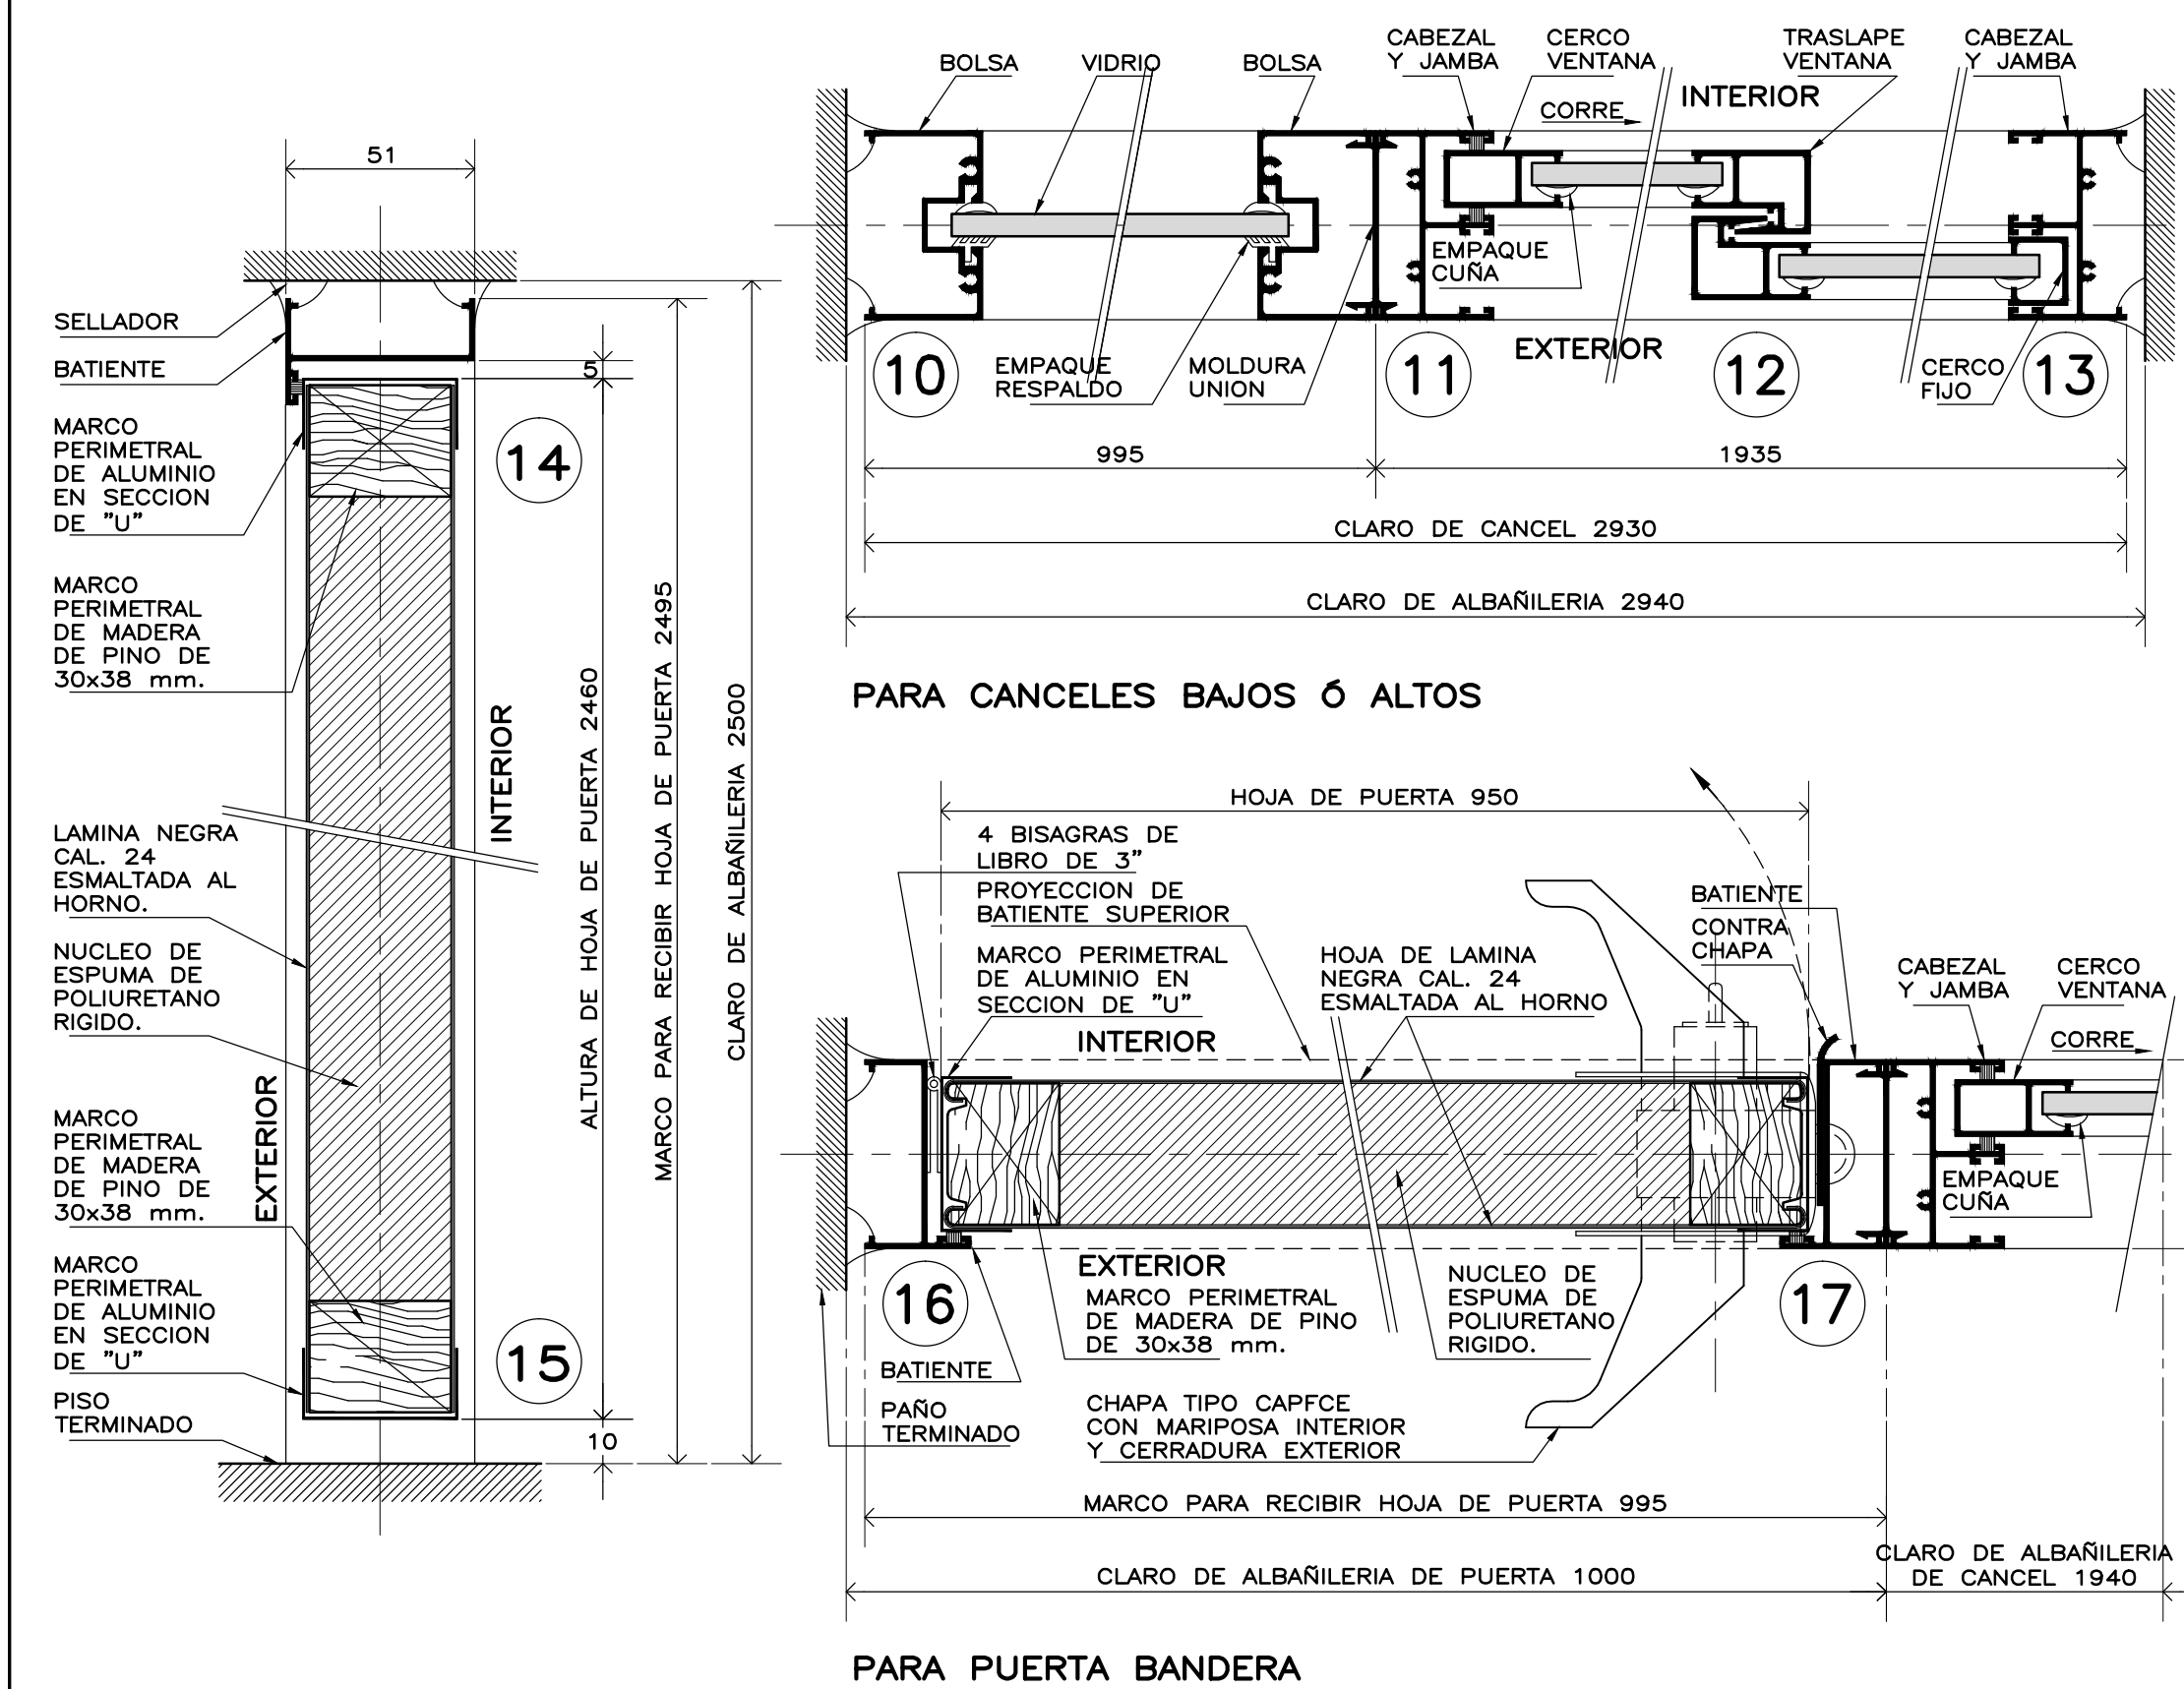 51
SELLADOR
BATIENTE
5
MARCO
PERIMETRAL
DE ALUMINIO
EN SECCION
DE "U"
14
MARCO
PERIMETRAL
DE MADERA
DE PINO DE
30x38 mm.
INTERIOR
ALTURA DE HOJA DE PUERTA 2460
MARCO PARA RECIBIR HOJA DE PUERTA 2495
CLARO DE ALBAÑILERIA 2500
LAMINA NEGRA
CAL. 24
ESMALTADA AL
HORNO.
NUCLEO DE
ESPUMA DE
POLIURETANO
RIGIDO.
EXTERIOR
MARCO
PERIMETRAL
DE MADERA
DE PINO DE
30x38 mm.
MARCO
PERIMETRAL
DE ALUMINIO
EN SECCION
DE "U"
15
PISO
TERMINADO
10
BOLSA
VIDRIO
BOLSA
CABEZAL
Y JAMBA
CERCO
VENTANA
TRASLAPE
VENTANA
CABEZAL
Y JAMBA
INTERIOR
CORRE
EMPAQUE
CUÑA
EXTERIOR
10
EMPAQUE
RESPALDO
MOLDURA
UNION
11
12
CERCO
FIJO
13
995
1935
CLARO DE CANCEL 2930
CLARO DE ALBAÑILERIA 2940
PARA CANCELES BAJOS Ó ALTOS
HOJA DE PUERTA 950
4 BISAGRAS DE
LIBRO DE 3"
PROYECCION DE
BATIENTE SUPERIOR
MARCO PERIMETRAL
DE ALUMINIO EN
SECCION DE "U"
HOJA DE LAMINA
NEGRA CAL. 24
ESMALTADA AL HORNO
BATIENTE
CONTRA
CHAPA
CABEZAL
Y JAMBA
CERCO
VENTANA
INTERIOR
CORRE
EMPAQUE
CUÑA
16
EXTERIOR
MARCO PERIMETRAL
DE MADERA DE PINO
DE 30x38 mm.
NUCLEO DE
ESPUMA DE
POLIURETANO
RIGIDO.
17
BATIENTE
PAÑO
TERMINADO
CHAPA TIPO CAPFCE
CON MARIPOSA INTERIOR
Y CERRADURA EXTERIOR
MARCO PARA RECIBIR HOJA DE PUERTA 995
CLARO DE ALBAÑILERIA DE PUERTA 1000
CLARO DE ALBAÑILERIA
DE CANCEL 1940
PARA PUERTA BANDERA